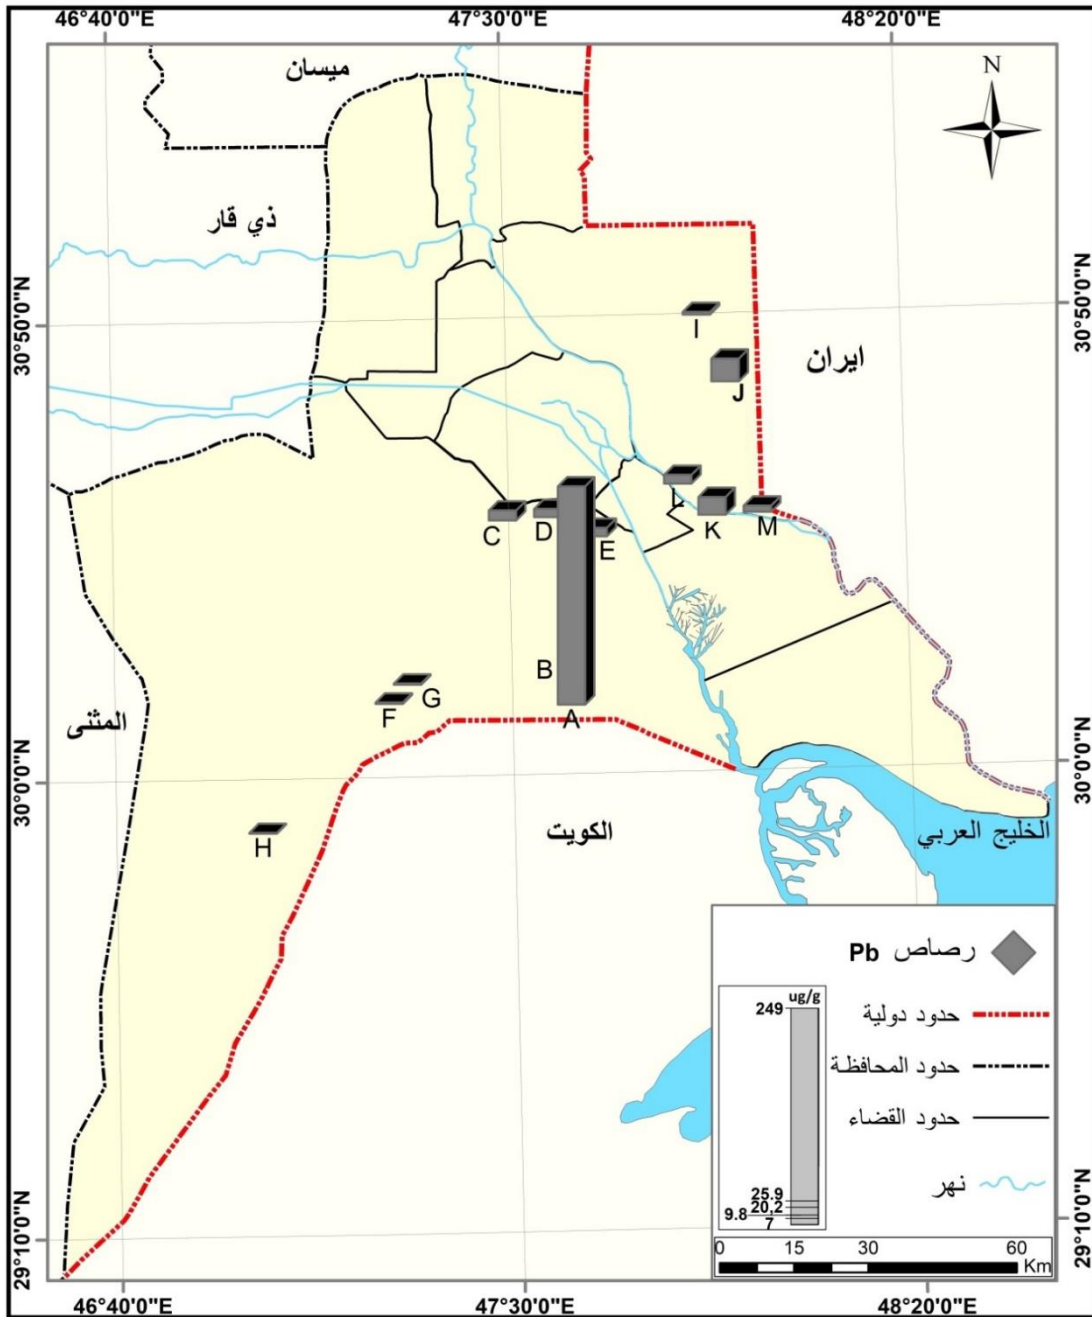 46°40'0"E 47°30'0"E 48°20'0"E
ميسان
N
ذي قار
30°50'0"N
30°50'0"N
I
ايران
J
L
C
D
E
K
M
B
G
F
A
المثنى
30°0'0"N
30°0'0"N
H
الكويت
الخليج العربي
رصاص Pb
ug/g
249
حدود دولية
حدود المحافظة
حدود القضاء
نهر
25.9
20,2
9.8
7
29°10'0"N
29°10'0"N
0 15 30 60
Km
46°40'0"E 47°30'0"E 48°20'0"E